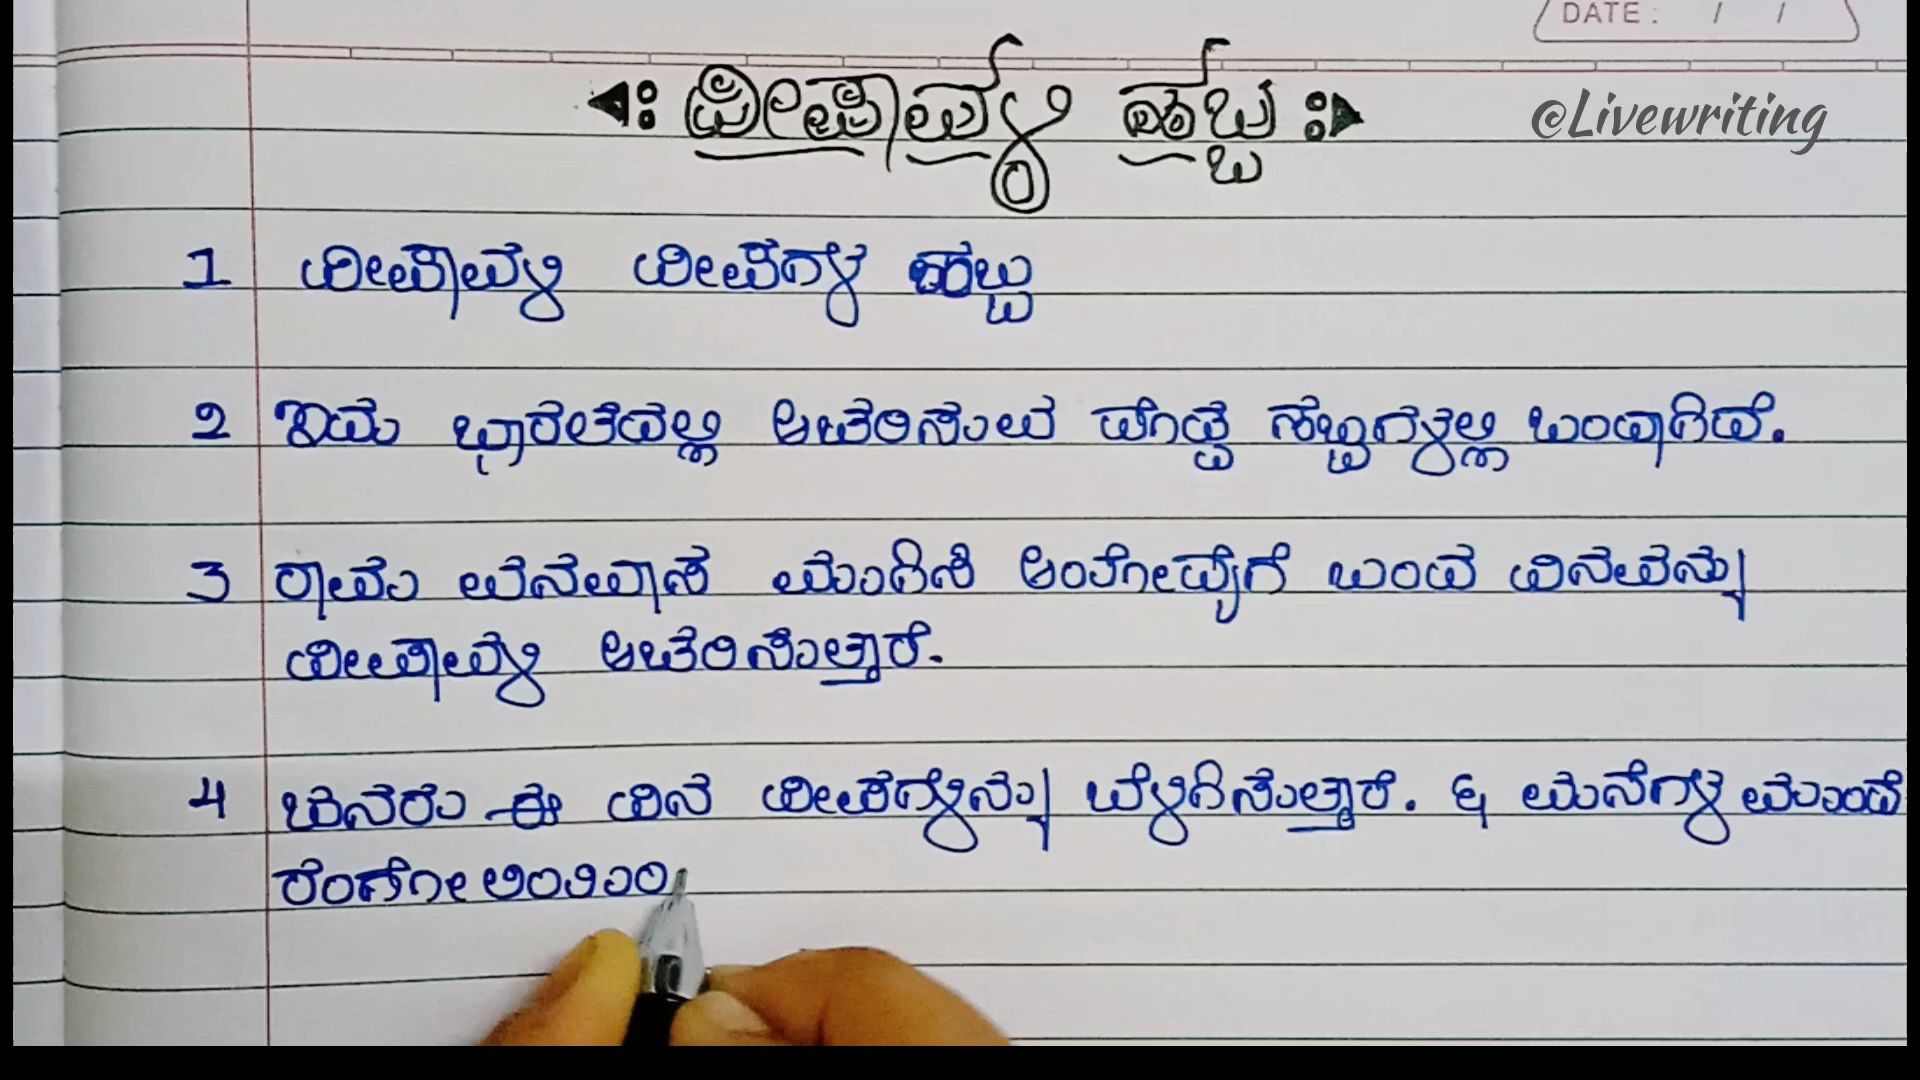 DATE : / /
ದೀಪಾವಳಿ ಹಬ್ಬ
@Livewriting
1 ದೀಪಾವಳಿ ದೀಪಗಳ ಹಬ್ಬ
2 ಇದು ಭಾರತದಲ್ಲಿ ಆಚರಿಸುವ ದೊಡ್ಡ ಹಬ್ಬಗಳಲ್ಲಿ ಒಂದಾಗಿದೆ.
3 ರಾಮ ವನವಾಸ ಮುಗಿಸಿ ಅಯೋಧ್ಯೆಗೆ ಬಂದ ದಿನವನ್ನು
ದೀಪಾವಳಿ ಆಚರಿಸುತ್ತಾರೆ.
4 ಜನರು ಈ ದಿನ ದೀಪಗಳನ್ನು ಬೆಳಗಿಸುತ್ತಾರೆ. & ಮನೆಗಳ ಮುಂದೆ
ರಂಗೋಲಿಯಿಂ